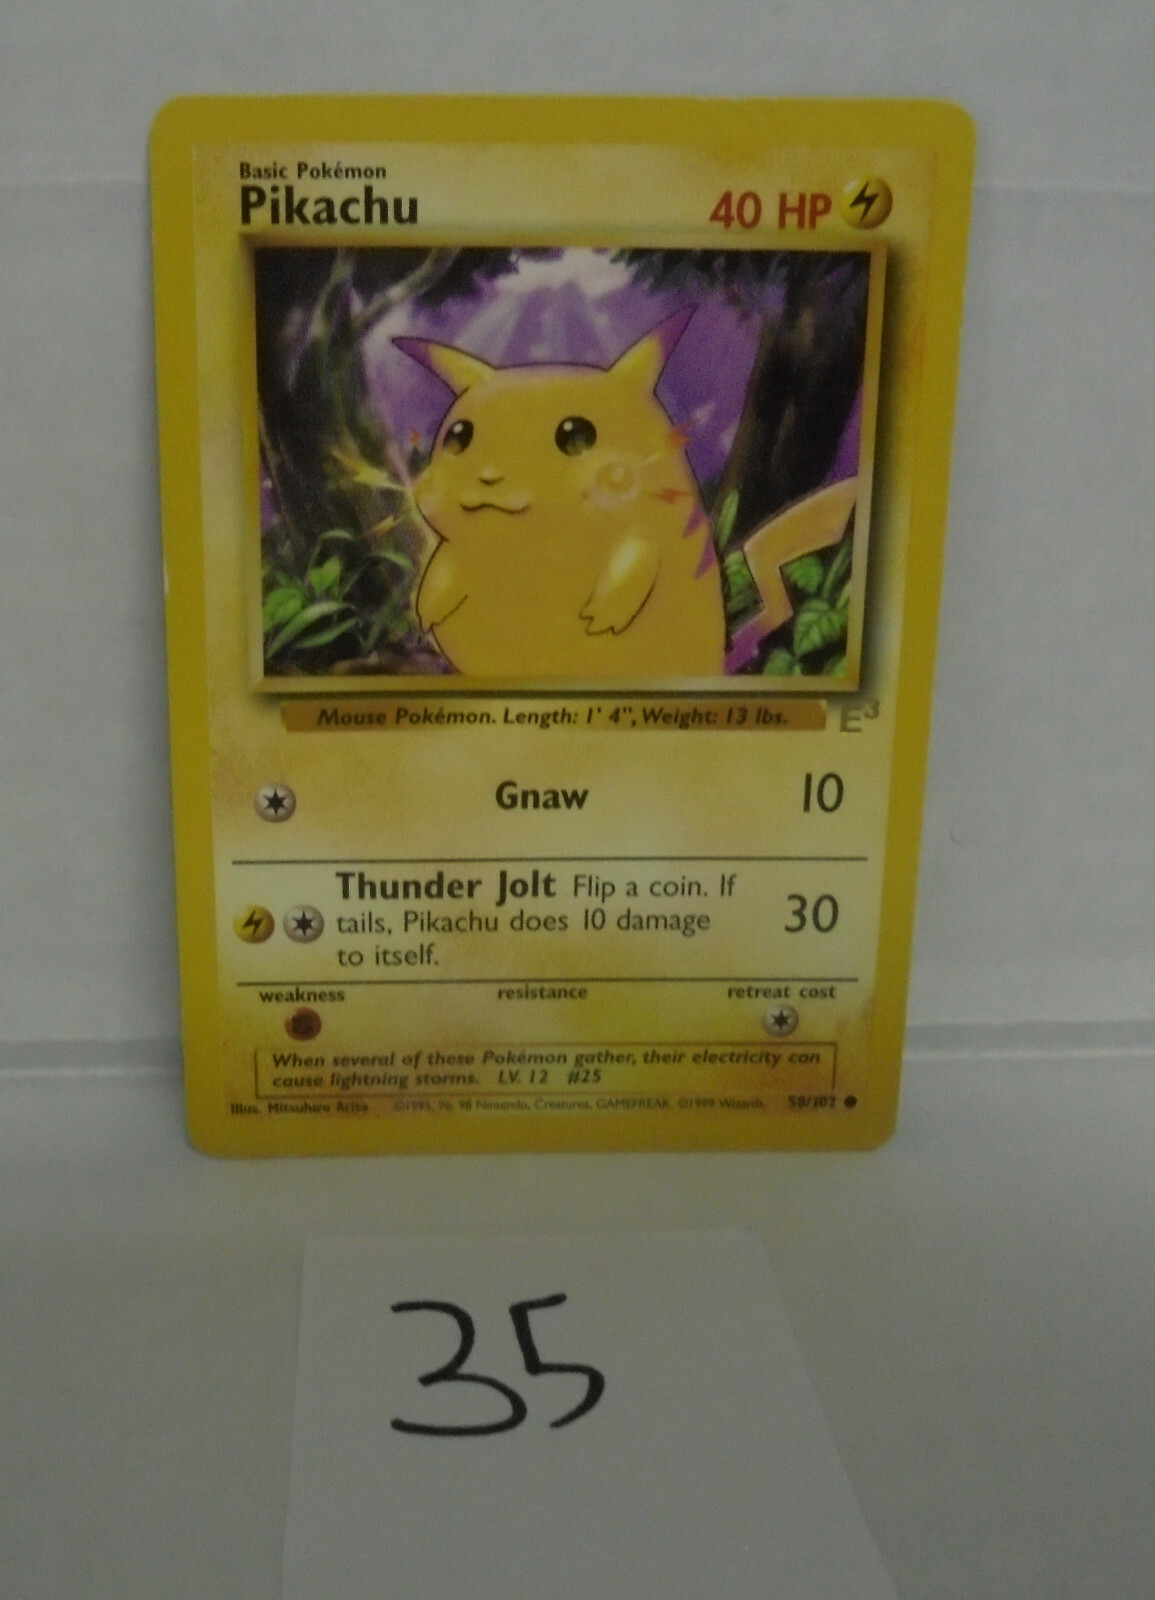 Basic Pokémon
Pikachu 40 HP
Mouse Pokémon. Length: 1' 4", Weight: 13 lbs.
E3
Gnaw 10
Thunder Jolt Flip a coin. If
tails, Pikachu does 10 damage
to itself.
30
weakness resistance retreat cost
When several of these Pokémon gather, their electricity can
cause lightning storms. LV. 12 #25
Illus. Mitsuhiro Arita ©1995, 96, 98 Nintendo, Creatures, GAMEFREAK. ©1999 Wizards. 58/102
35